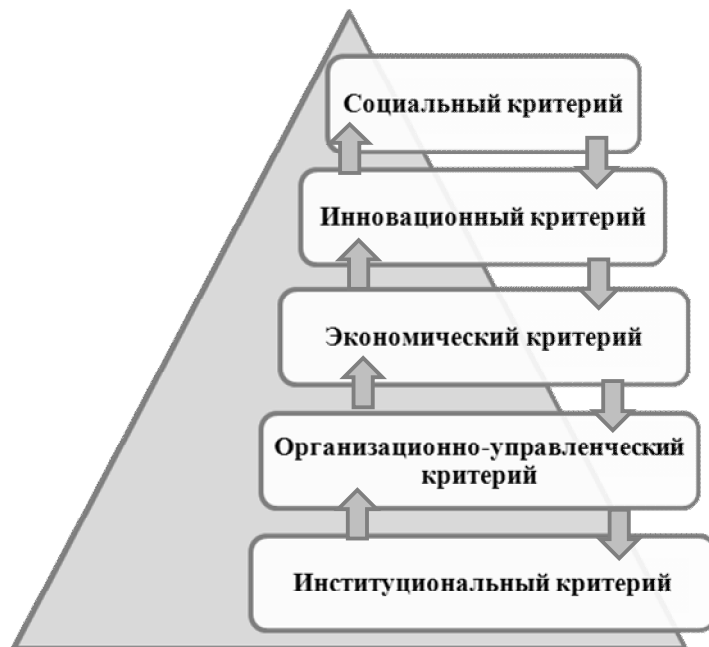 Социальный критерий
Инновационный критерий
Экономический критерий
Организационно-управленческий
критерий
Институциональный критерий